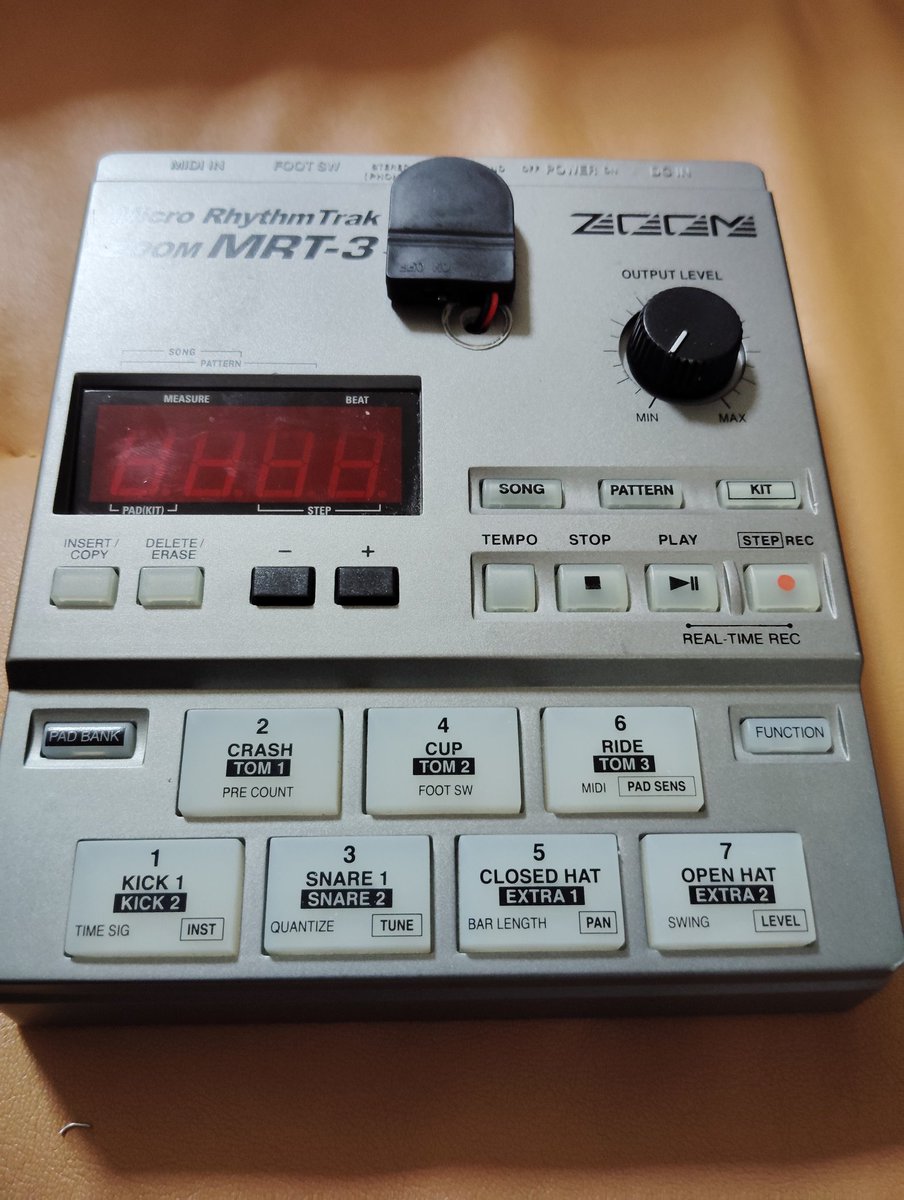 MIDI IN FOOT SW OFF POWER ON DC IN
RhythmTrak
MRT-3
ZOOM
OUTPUT LEVEL
MIN MAX
SONG
PATTERN
MEASURE BEAT
PAD(KIT) STEP
SONG PATTERN KIT
INSERT/ COPY
DELETE/ ERASE
- +
TEMPO STOP PLAY STEP REC
REAL-TIME REC
PAD BANK
2
CRASH
TOM 1
PRE COUNT
4
CUP
TOM 2
FOOT SW
6
RIDE
TOM 3
MIDI PAD SENS
FUNCTION
1
KICK 1
KICK 2
TIME SIG INST
3
SNARE 1
SNARE 2
QUANTIZE TUNE
5
CLOSED HAT
EXTRA 1
BAR LENGTH PAN
7
OPEN HAT
EXTRA 2
SWING LEVEL